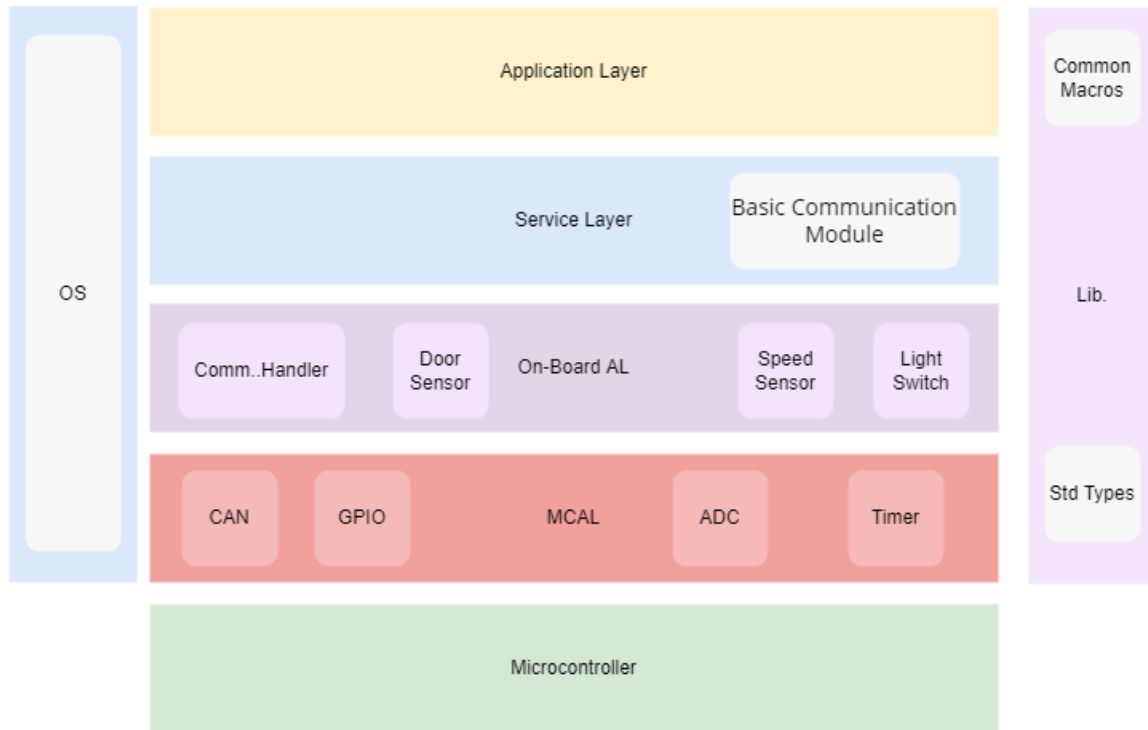 Application Layer
Common
Macros
Service Layer
Basic Communication
Module
OS
Lib.
Comm..Handler
Door
Sensor
On-Board AL
Speed
Sensor
Light
Switch
CAN
GPIO
MCAL
ADC
Timer
Std Types
Microcontroller